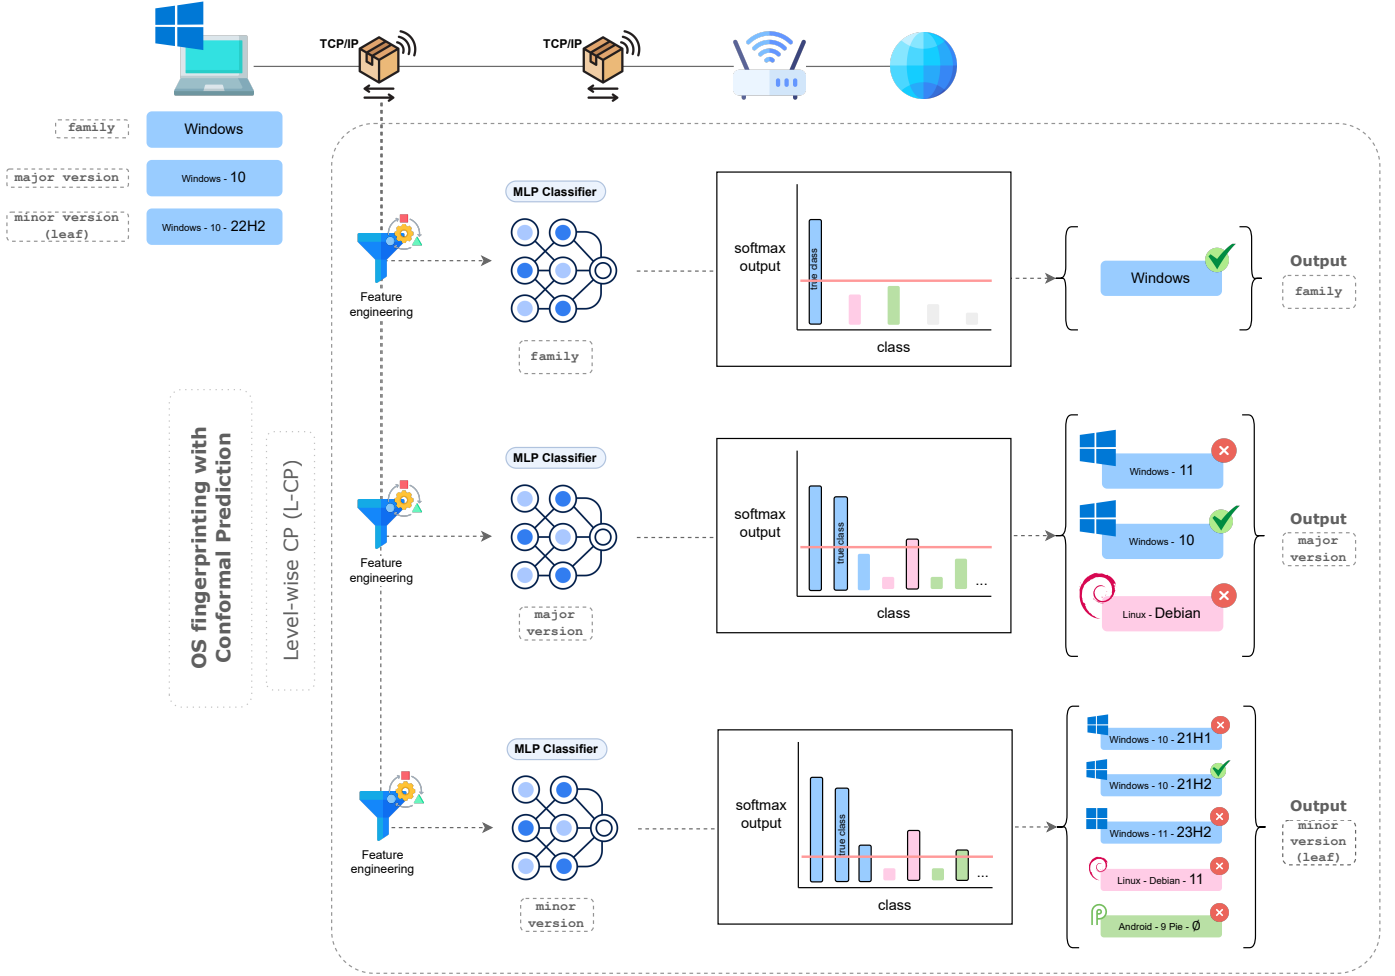 TCP/IP
TCP/IP
family
Windows
major version
Windows - 10
minor version
(leaf)
Windows - 10 - 22H2
OS fingerprinting with
Conformal Prediction
Level-wise CP (L-CP)
Feature
engineering
MLP Classifier
family
softmax
output
true class
class
Windows
Output
family
Feature
engineering
MLP Classifier
major
version
softmax
output
true class
...
class
Windows - 11
Windows - 10
Linux - Debian
Output
major
version
Feature
engineering
MLP Classifier
minor
version
softmax
output
true class
...
class
Windows - 10 - 21H1
Windows - 10 - 21H2
Windows - 11 - 23H2
Linux - Debian - 11
Android - 9 Pie - Ø
Output
minor
version
(leaf)